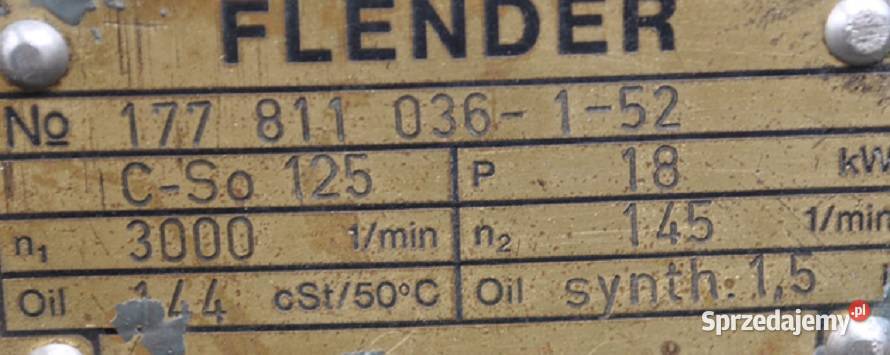 FLENDER
No 177 811 036-1-52
C-So 125 P 18 kW
n1 3000 1/min n2 145 1/min
Oil 144 cSt/50°C Oil synth. 1,5
Sprzedajemy.pl